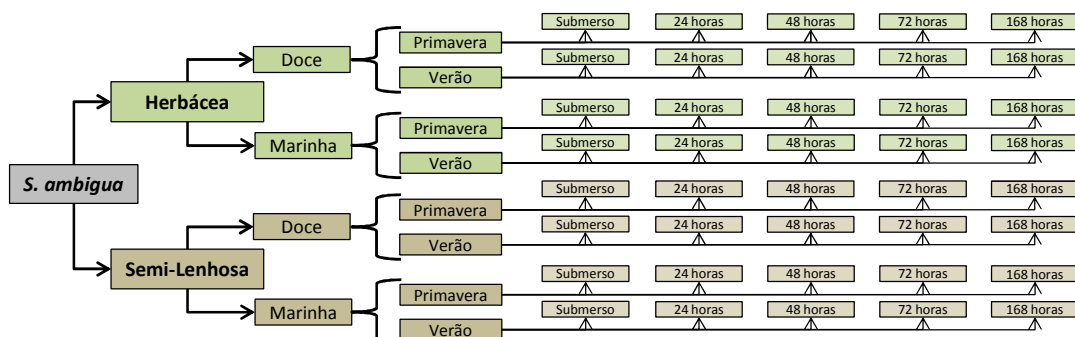 Submerso 24 horas 48 horas 72 horas 168 horas
Primavera
Doce
Submerso 24 horas 48 horas 72 horas 168 horas
Verão
Herbácea
Submerso 24 horas 48 horas 72 horas 168 horas
Primavera
Marinha
Submerso 24 horas 48 horas 72 horas 168 horas
Verão
S. ambigua
Submerso 24 horas 48 horas 72 horas 168 horas
Primavera
Doce
Submerso 24 horas 48 horas 72 horas 168 horas
Verão
Semi-Lenhosa
Submerso 24 horas 48 horas 72 horas 168 horas
Primavera
Marinha
Submerso 24 horas 48 horas 72 horas 168 horas
Verão